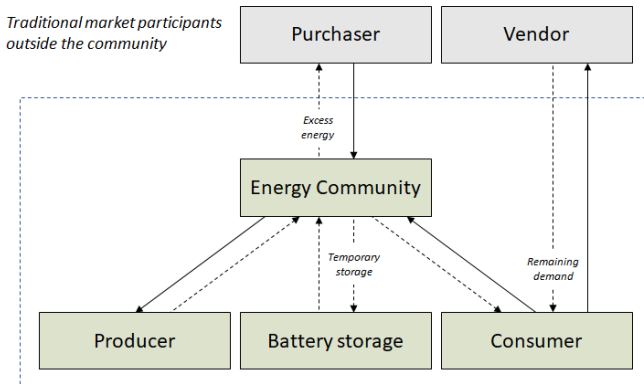 Traditional market participants
outside the community
Purchaser
Vendor
Excess
energy
Energy Community
Temporary
storage
Remaining
demand
Producer
Battery storage
Consumer